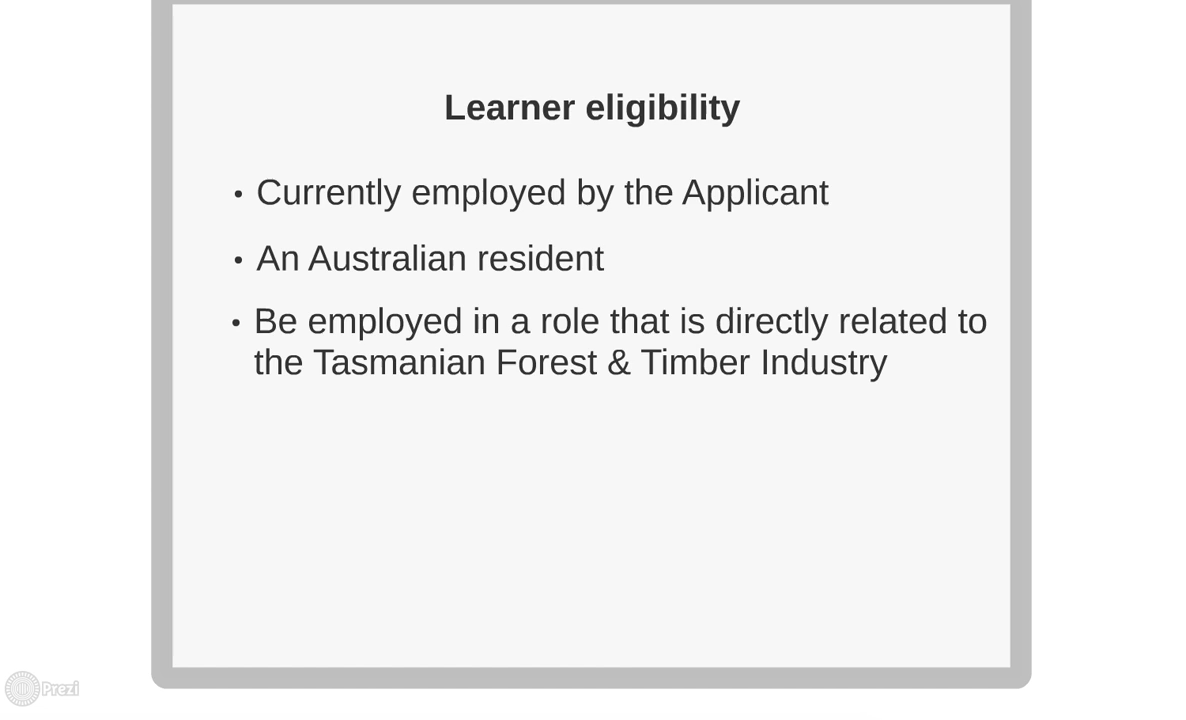 Learner eligibility
• Currently employed by the Applicant
• An Australian resident
• Be employed in a role that is directly related to
the Tasmanian Forest & Timber Industry
Prezi